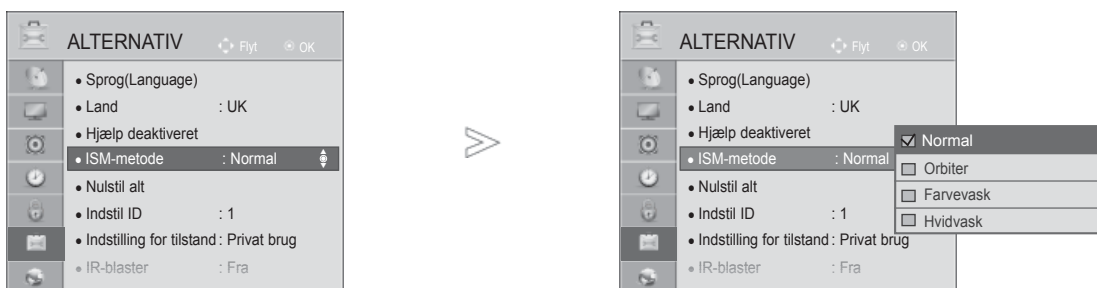 ALTERNATIV Flyt OK
• Sprog(Language)
• Land : UK
• Hjælp deaktiveret
• ISM-metode : Normal
• Nulstil alt
• Indstil ID : 1
• Indstilling for tilstand : Privat brug
• IR-blaster : Fra
ALTERNATIV Flyt OK
• Sprog(Language)
• Land : UK
• Hjælp deaktiveret
• ISM-metode : Normal
• Nulstil alt
• Indstil ID : 1
• Indstilling for tilstand : Privat brug
• IR-blaster : Fra
Normal
Orbiter
Farvevask
Hvidvask